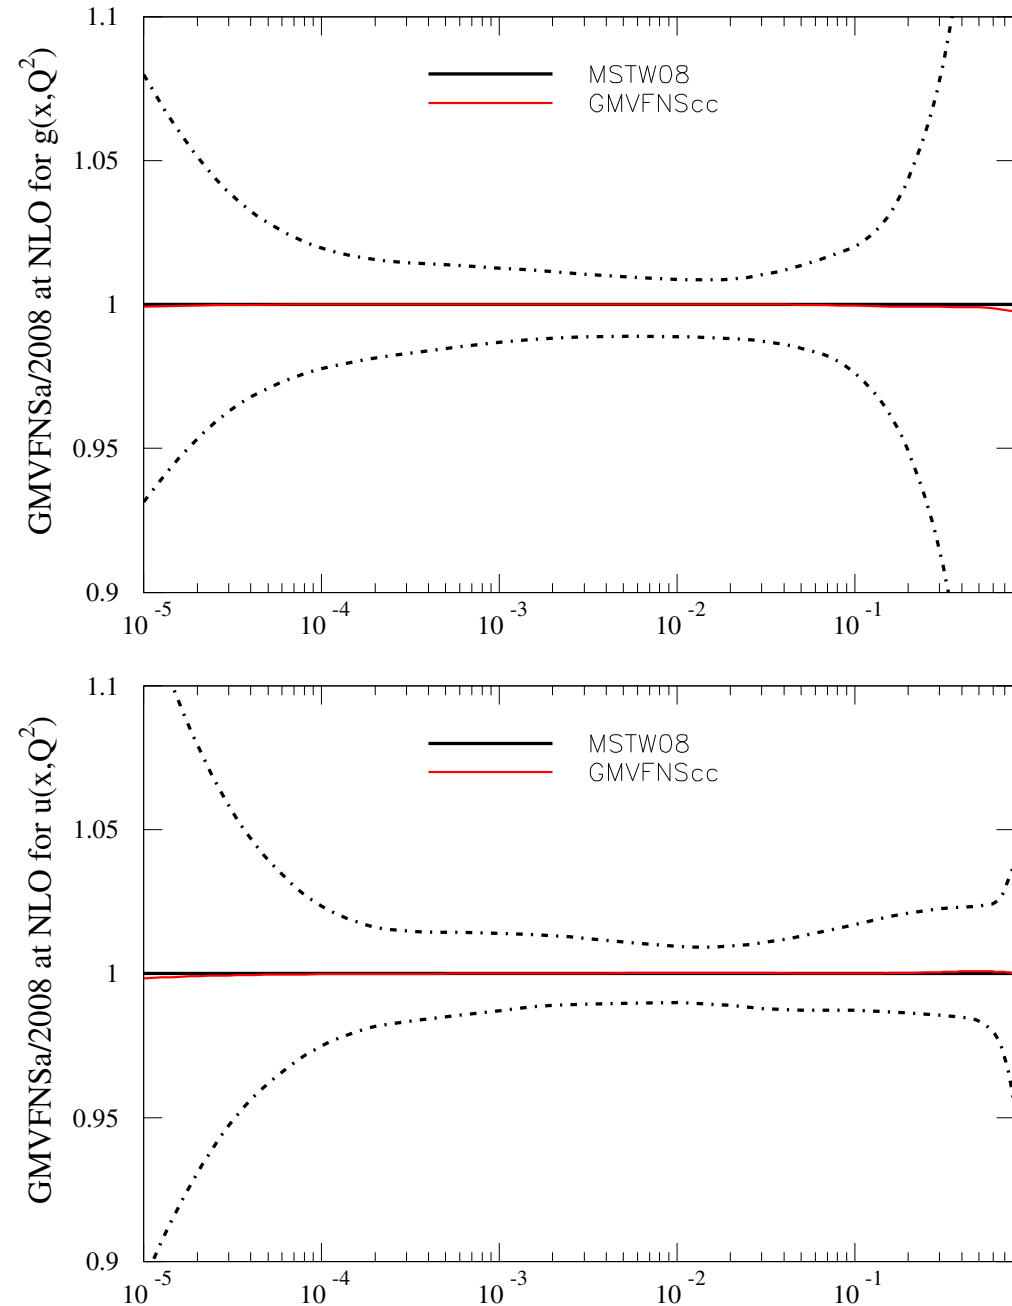 GMVFNSa/2008 at NLO for g(x,Q²)
1.1
1.05
1
0.95
0.9
MSTW08
GMVFNScc
10⁻⁵ 10⁻⁴ 10⁻³ 10⁻² 10⁻¹
GMVFNSa/2008 at NLO for u(x,Q²)
1.1
1.05
1
0.95
0.9
MSTW08
GMVFNScc
10⁻⁵ 10⁻⁴ 10⁻³ 10⁻² 10⁻¹